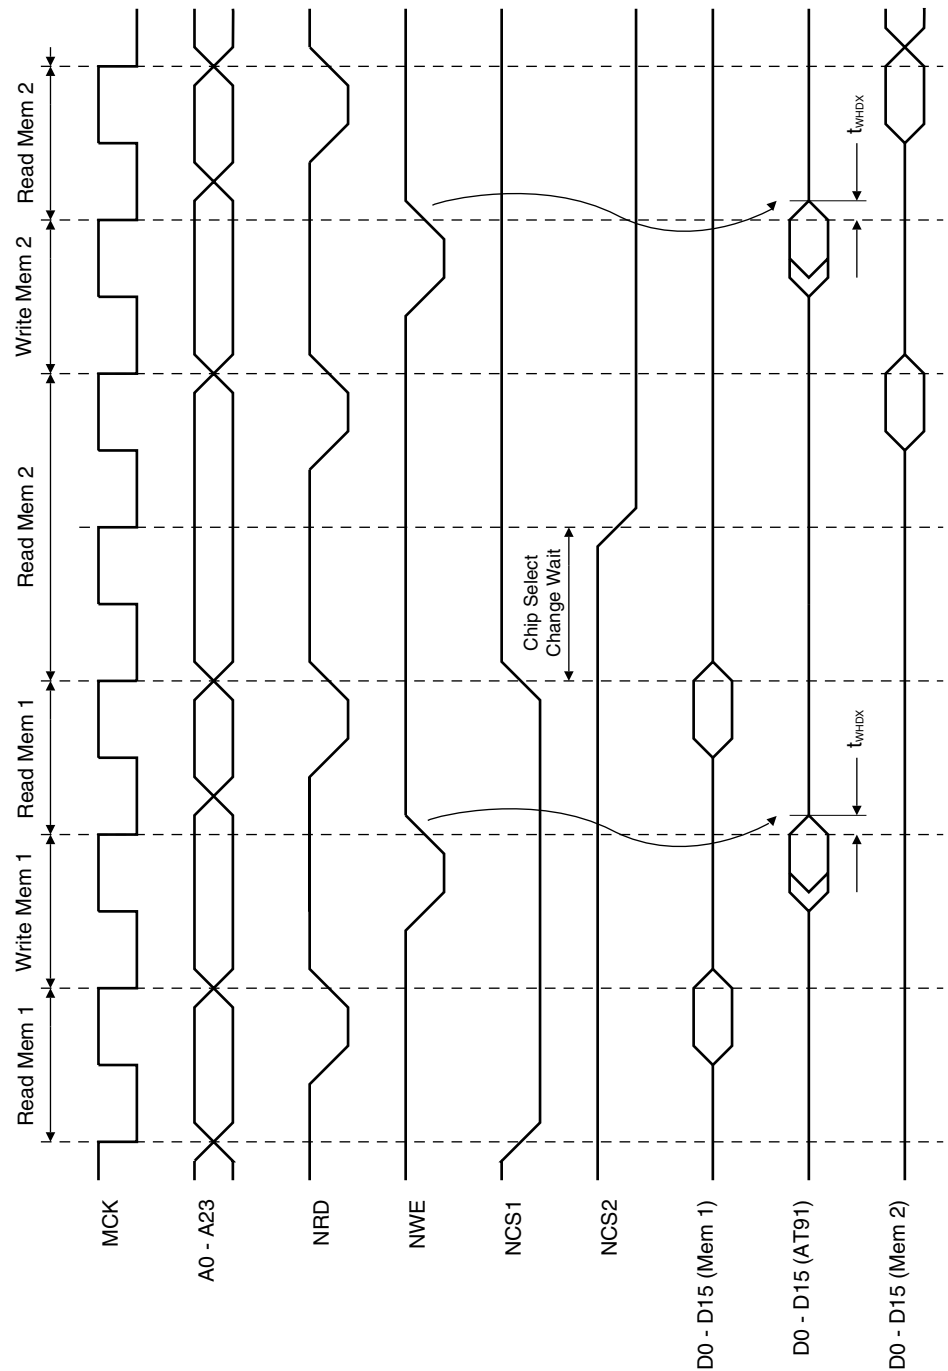 Read Mem 1
Write Mem 1
Read Mem 1
Read Mem 2
Write Mem 2
Read Mem 2
MCK
A0 - A23
NRD
NWE
NCS1
Chip Select
Change Wait
NCS2
D0 - D15 (Mem 1)
D0 - D15 (AT91)
tWHDX
tWHDX
D0 - D15 (Mem 2)